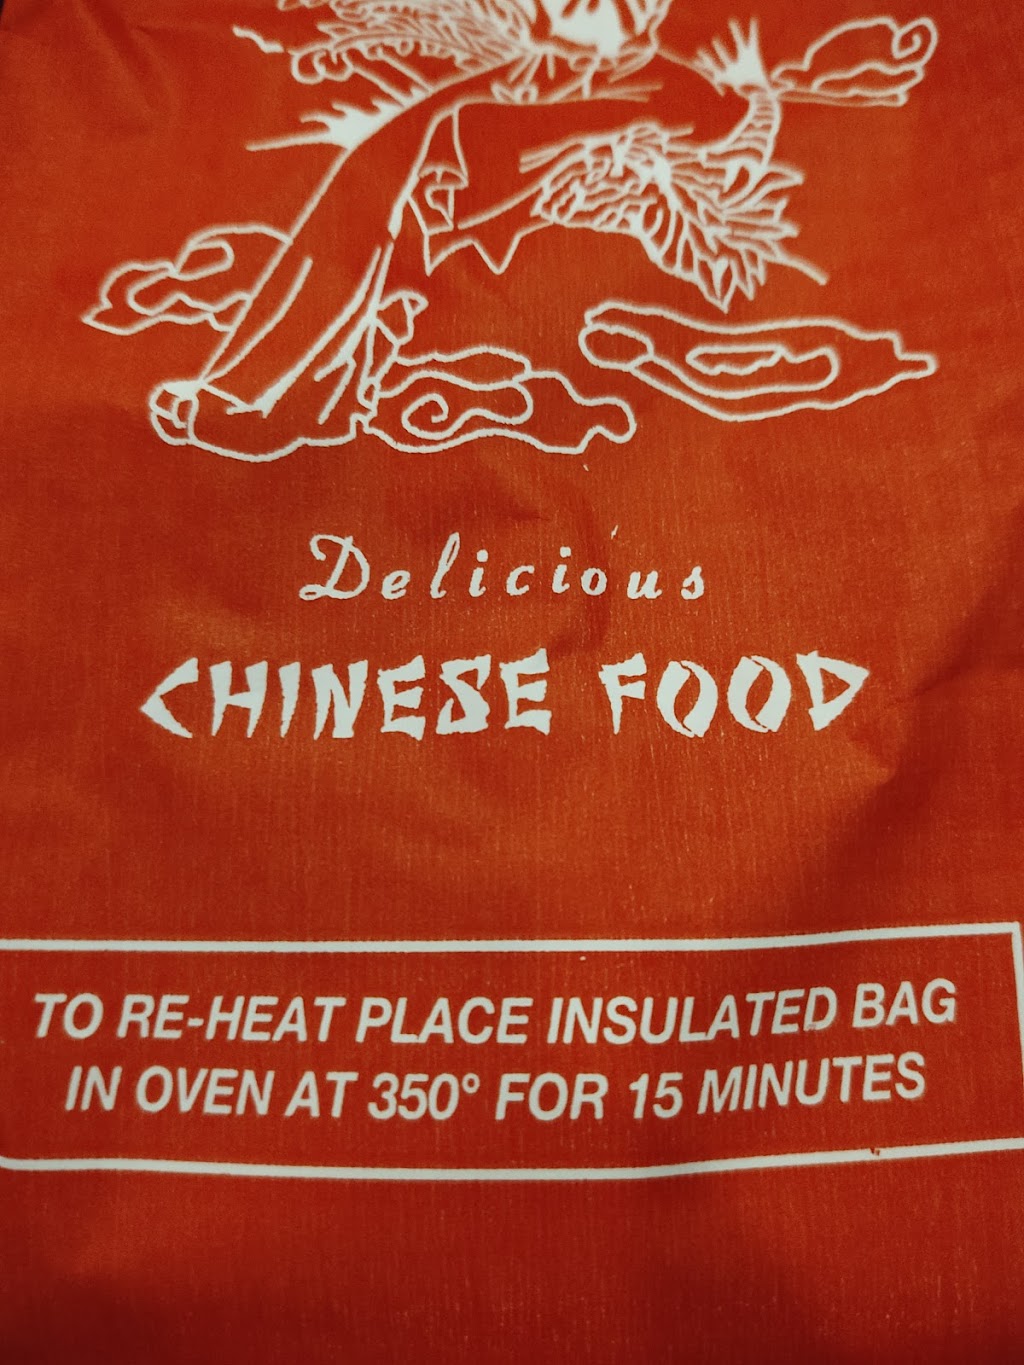 Delicious
CHINESE FOOD
TO RE-HEAT PLACE INSULATED BAG
IN OVEN AT 350° FOR 15 MINUTES